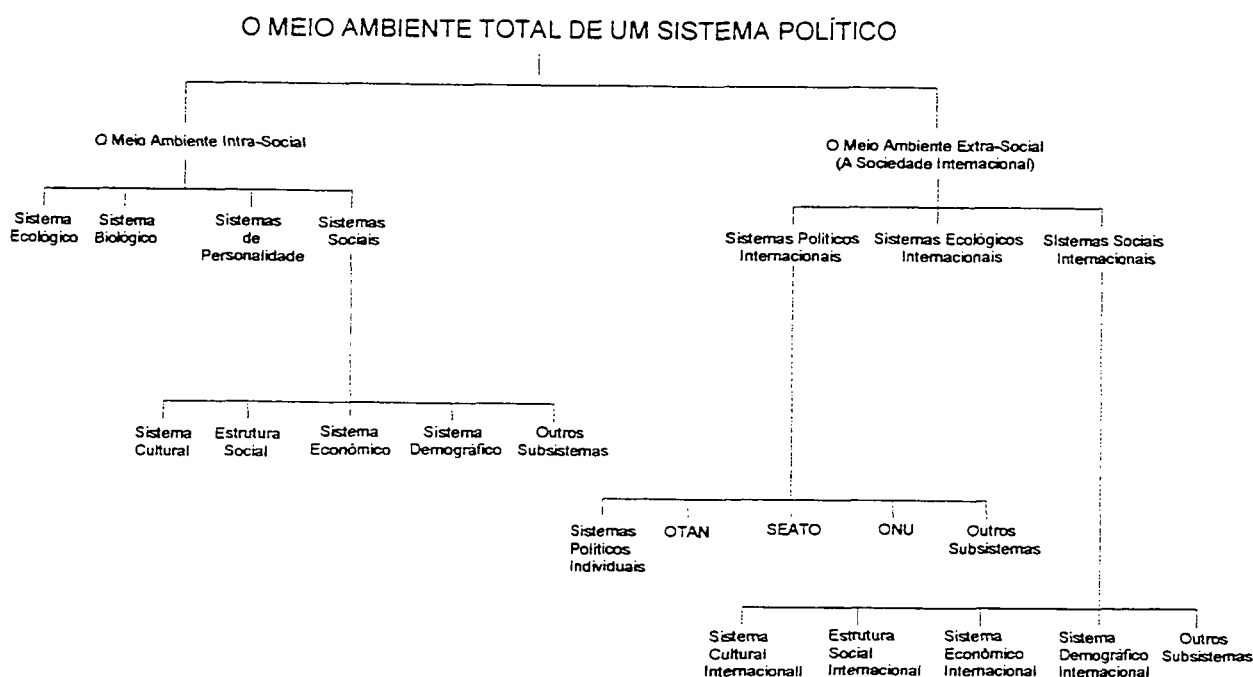 O MEIO AMBIENTE TOTAL DE UM SISTEMA POLÍTICO
O Meio Ambiente Intra-Social
O Meio Ambiente Extra-Social
(A Sociedade Internacional)
Sistema
Ecológico
Sistema
Biológico
Sistemas
de
Personalidade
Sistemas
Sociais
Sistemas Políticos
Internacionais
Sistemas Ecológicos
Internacionais
SIstemas Sociais
Internacionais
Sistema
Cultural
Estrutura
Social
Sistema
Econômico
Sistema
Demográfico
Outros
Subsistemas
Sistemas
Políticos
Individuais
OTAN
SEATO
ONU
Outros
Subsistemas
Sistema
Cultural
Internacionall
Estrutura
Social
Internacional
Sistema
Econômico
Internacional
Sistema
Demográfico
Internacional
Outros
Subsistemas